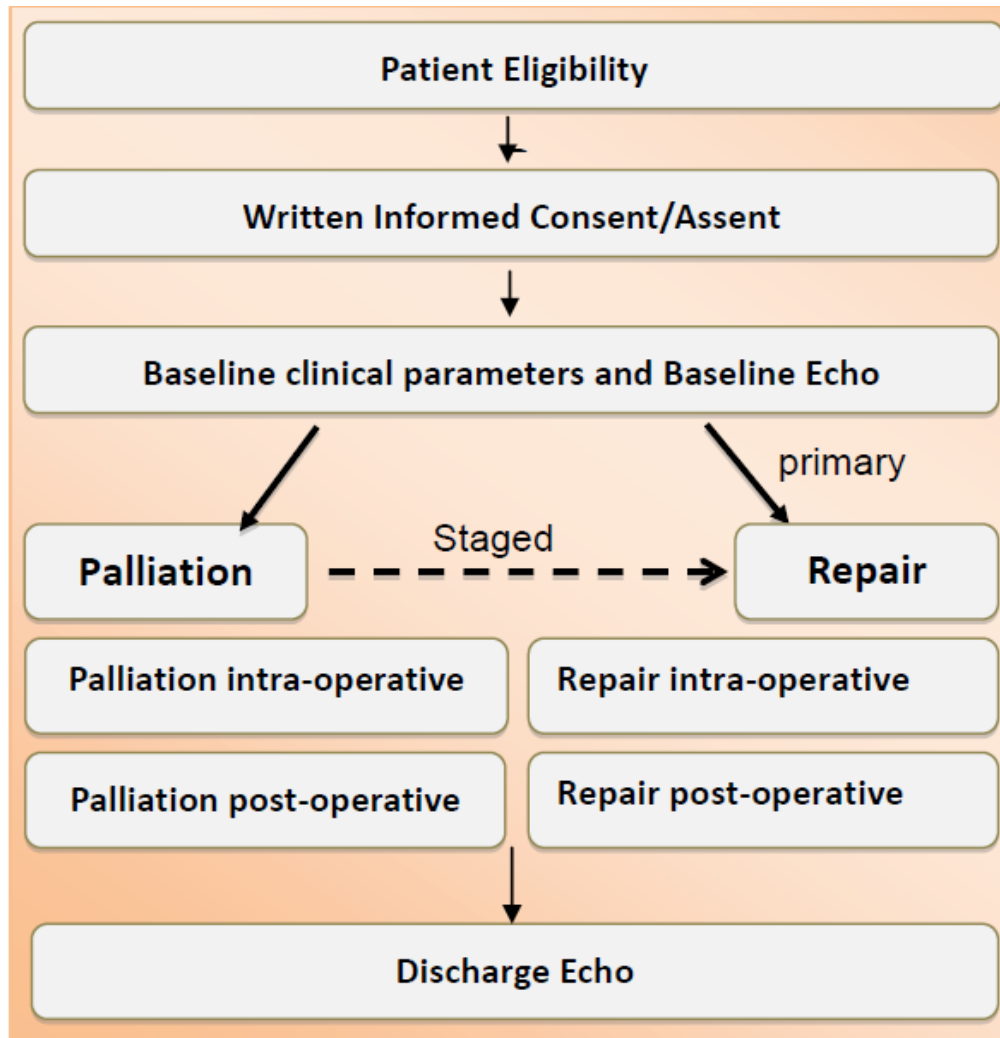 Patient Eligibility
Written Informed Consent/Assent
Baseline clinical parameters and Baseline Echo
primary
Staged
Palliation
Repair
Palliation intra-operative
Repair intra-operative
Palliation post-operative
Repair post-operative
Discharge Echo